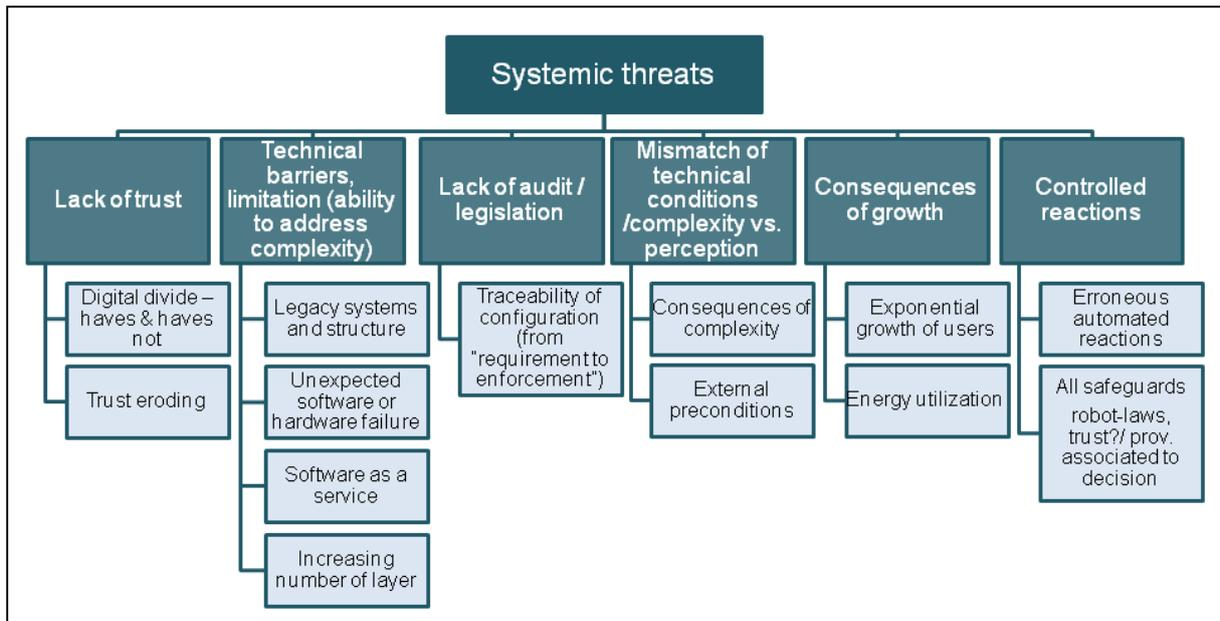 Systemic threats
Lack of trust
Digital divide –
haves & haves
not
Trust eroding
Technical
barriers,
limitation (ability
to address
complexity)
Legacy systems
and structure
Unexpected
software or
hardware failure
Software as a
service
Increasing
number of layer
Lack of audit /
legislation
Traceability of
configuration
(from
"requirement to
enforcement")
Mismatch of
technical
conditions
/complexity vs.
perception
Consequences of
complexity
External
preconditions
Consequences
of growth
Exponential
growth of users
Energy utilization
Controlled
reactions
Erroneous
automated
reactions
All safeguards
robot-laws,
trust?/ prov.
associated to
decision